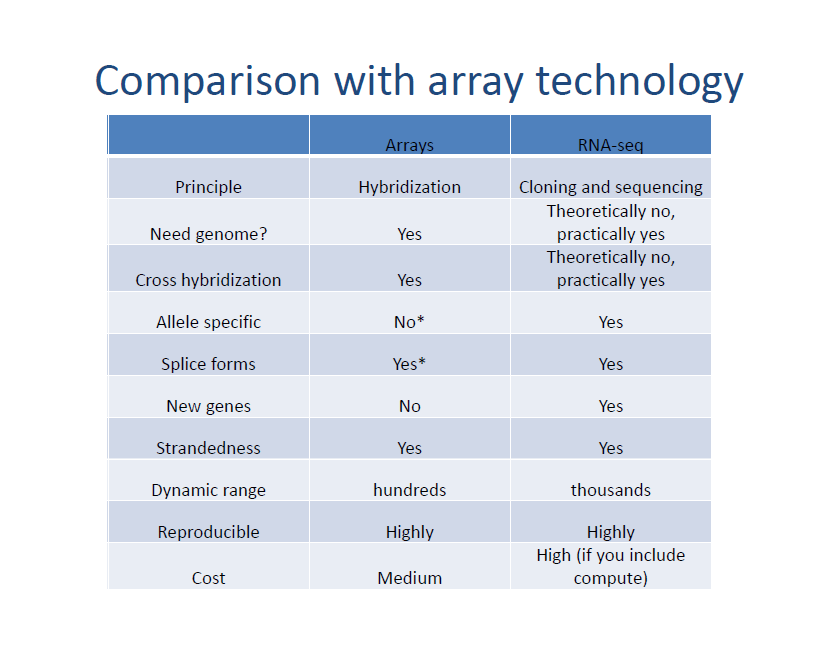 Comparison with array technology
Arrays RNA-seq
Principle Hybridization Cloning and sequencing
Need genome? Yes Theoretically no,
practically yes
Cross hybridization Yes Theoretically no,
practically yes
Allele specific No* Yes
Splice forms Yes* Yes
New genes No Yes
Strandedness Yes Yes
Dynamic range hundreds thousands
Reproducible Highly Highly
Cost Medium High (if you include
compute)